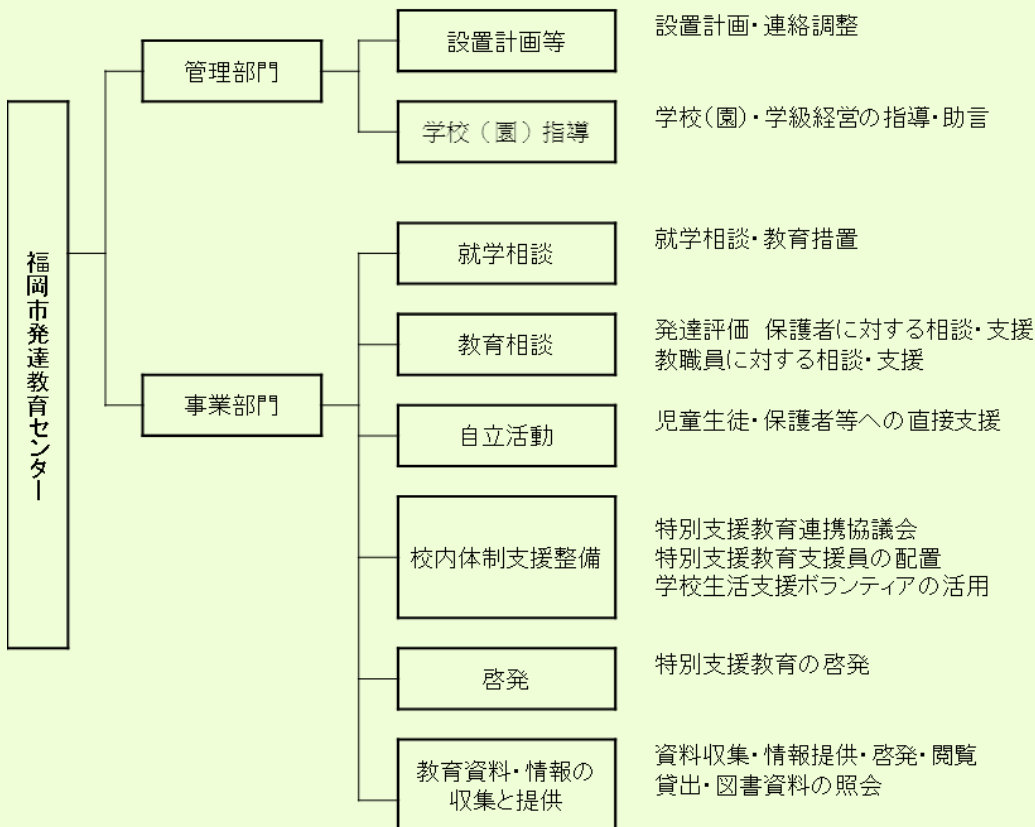 福岡市発達教育センター
管理部門
設置計画等
設置計画・連絡調整
学校（園）指導
学校(園)・学級経営の指導・助言
事業部門
就学相談
就学相談・教育措置
教育相談
発達評価 保護者に対する相談・支援
教職員に対する相談・支援
自立活動
児童生徒・保護者等への直接支援
校内体制支援整備
特別支援教育連携協議会
特別支援教育支援員の配置
学校生活支援ボランティアの活用
啓発
特別支援教育の啓発
教育資料・情報の
収集と提供
資料収集・情報提供・啓発・閲覧
貸出・図書資料の照会